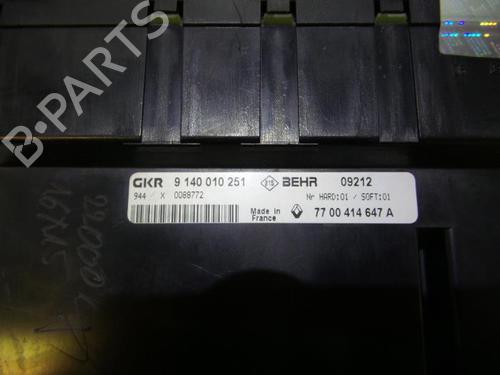 B-PARTS
GKR 9 140 010 251 BEHR 09212
944 / X 0089772 Nr HARD:01 / SOFT:01
Made in France 77 00 414 647 A